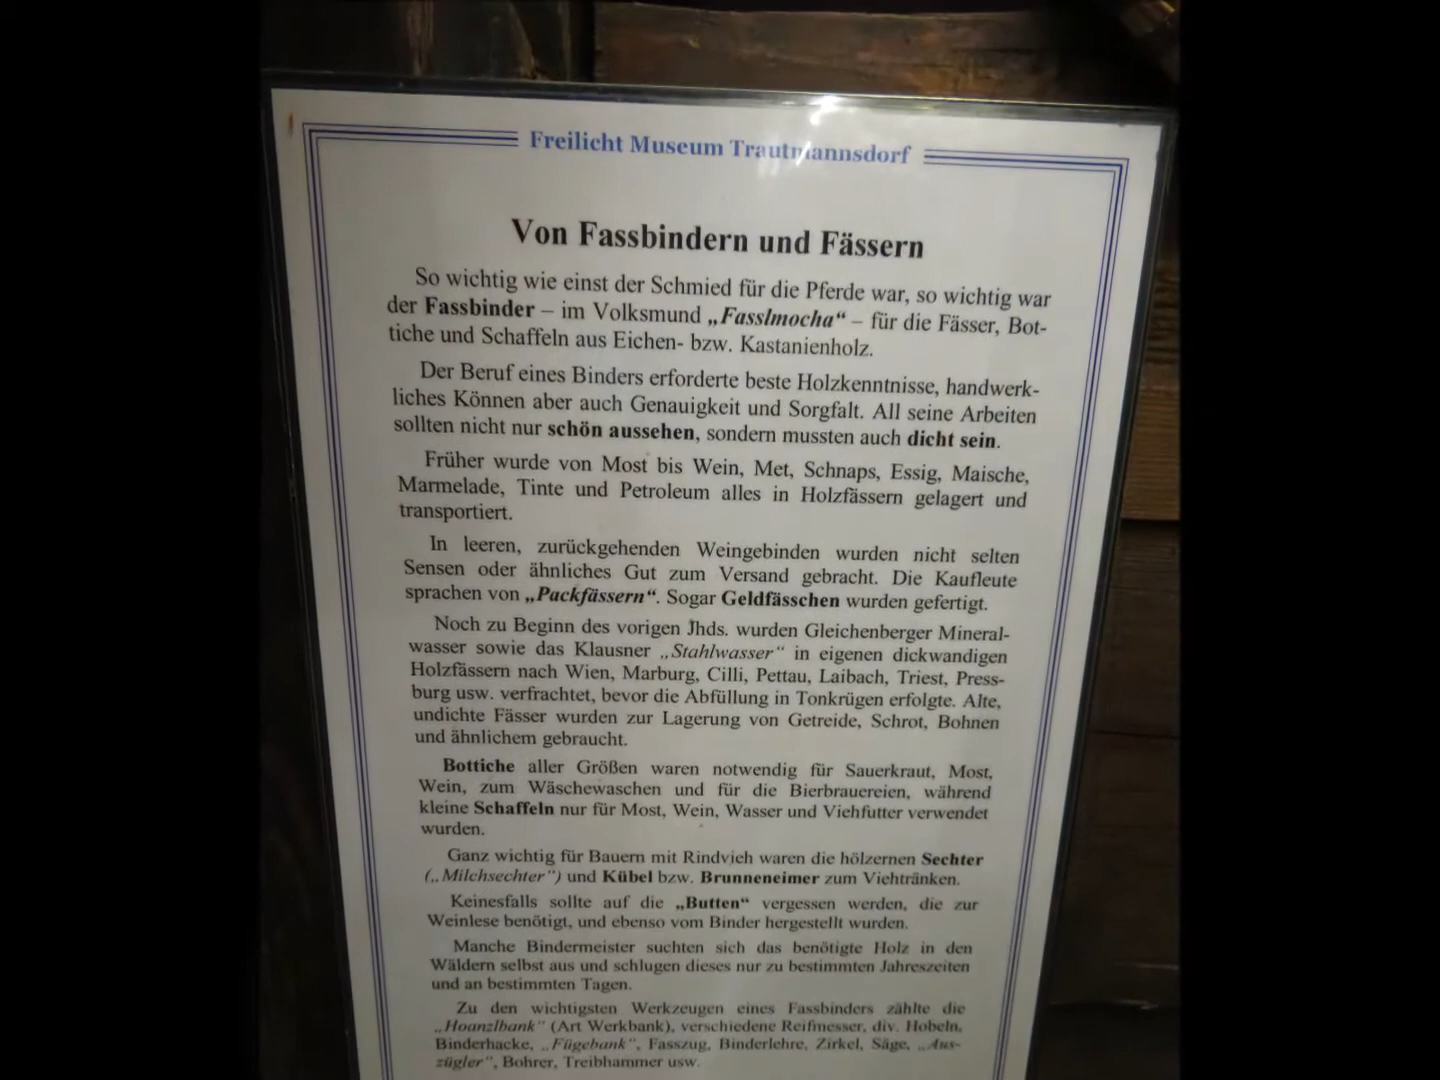 Freilicht Museum Trautmannsdorf
Von Fassbindern und Fässern
So wichtig wie einst der Schmied für die Pferde war, so wichtig war
der Fassbinder – im Volksmund „Fasslmocha“ – für die Fässer, Bot-
tiche und Schaffeln aus Eichen- bzw. Kastanienholz.
Der Beruf eines Binders erforderte beste Holzkenntnisse, handwerk-
liches Können aber auch Genauigkeit und Sorgfalt. All seine Arbeiten
sollten nicht nur schön aussehen, sondern mussten auch dicht sein.
Früher wurde von Most bis Wein, Met, Schnaps, Essig, Maische,
Marmelade, Tinte und Petroleum alles in Holzfässern gelagert und
transportiert.
In leeren, zurückgehenden Weingebinden wurden nicht selten
Sensen oder ähnliches Gut zum Versand gebracht. Die Kaufleute
sprachen von „Packfässern“. Sogar Geldfässchen wurden gefertigt.
Noch zu Beginn des vorigen Jhds. wurden Gleichenberger Mineral-
wasser sowie das Klausner „Stahlwasser“ in eigenen dickwandigen
Holzfässern nach Wien, Marburg, Cilli, Pettau, Laibach, Triest, Press-
burg usw. verfrachtet, bevor die Abfüllung in Tonkrügen erfolgte. Alte,
undichte Fässer wurden zur Lagerung von Getreide, Schrot, Bohnen
und ähnlichem gebraucht.
Bottiche aller Größen waren notwendig für Sauerkraut, Most,
Wein, zum Wäschewaschen und für die Bierbrauereien, während
kleine Schaffeln nur für Most, Wein, Wasser und Viehfutter verwendet
wurden.
Ganz wichtig für Bauern mit Rindvieh waren die hölzernen Sechter
(„Milchsechter“) und Kübel bzw. Brunneneimer zum Viehtränken.
Keinesfalls sollte auf die „Butten“ vergessen werden, die zur
Weinlese benötigt, und ebenso vom Binder hergestellt wurden.
Manche Bindermeister suchten sich das benötigte Holz in den
Wäldern selbst aus und schlugen dieses nur zu bestimmten Jahreszeiten
und an bestimmten Tagen.
Zu den wichtigsten Werkzeugen eines Fassbinders zählte die
„Hoanzlbank“ (Art Werkbank), verschiedene Reifmesser, div. Hobeln,
Binderhacke, „Fügebank“, Fasszug, Binderlehre, Zirkel, Säge, „Aus-
zügler“, Bohrer, Treibhammer usw.